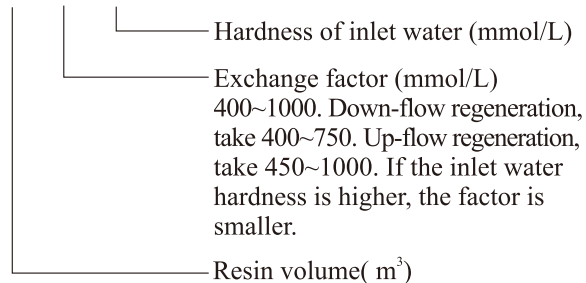 Hardness of inlet water (mmol/L)
Exchange factor (mmol/L)
400~1000. Down-flow regeneration,
take 400~750. Up-flow regeneration,
take 450~1000. If the inlet water
hardness is higher, the factor is
smaller.
Resin volume( m³)